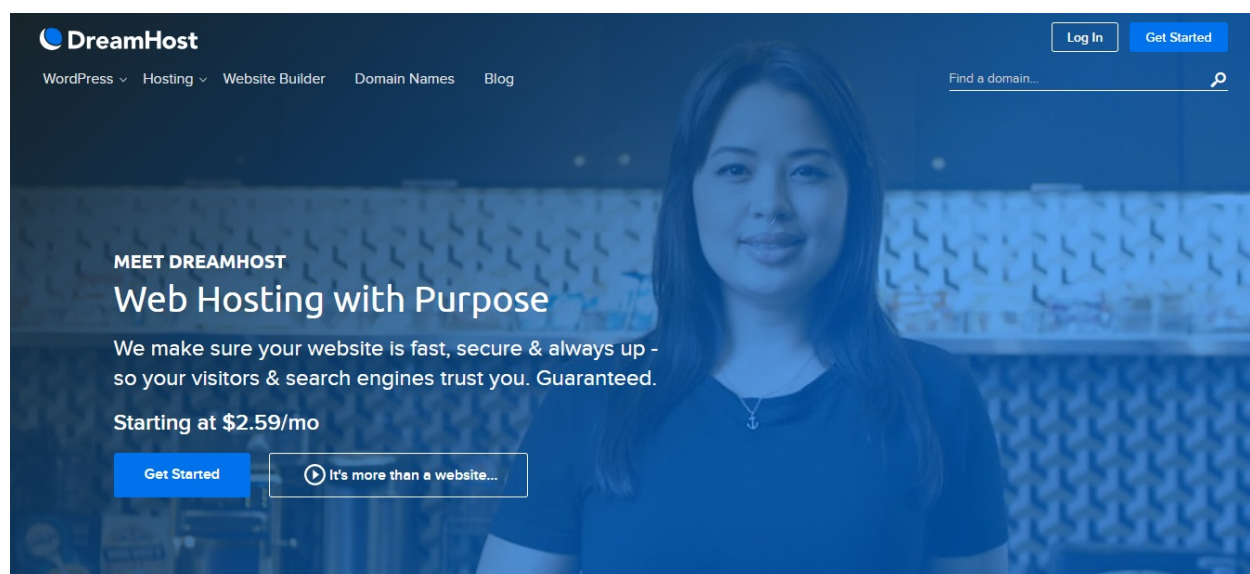 DreamHost
Log In
Get Started
WordPress
Hosting
Website Builder
Domain Names
Blog
Find a domain...
MEET DREAMHOST
Web Hosting with Purpose
We make sure your website is fast, secure & always up -
so your visitors & search engines trust you. Guaranteed.
Starting at $2.59/mo
Get Started
It's more than a website...